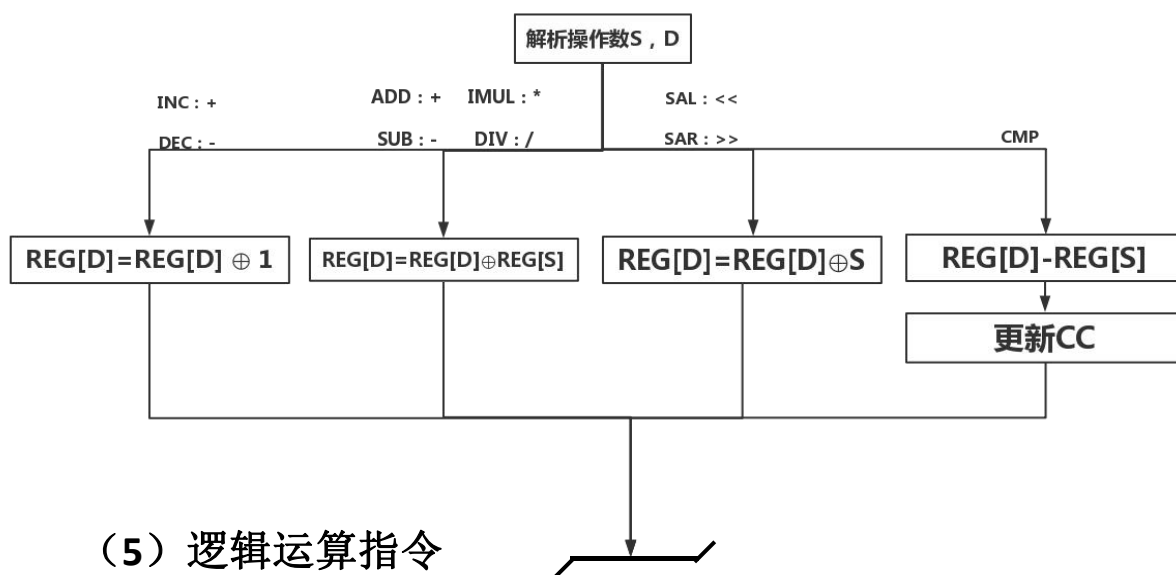 解析操作数S，D
INC：+
DEC：-
ADD：+ IMUL：*
SUB：- DIV：/
SAL：<<
SAR：>>
CMP
REG[D]=REG[D] ⊕ 1
REG[D]=REG[D]⊕REG[S]
REG[D]=REG[D]⊕S
REG[D]-REG[S]
更新CC
（5）逻辑运算指令